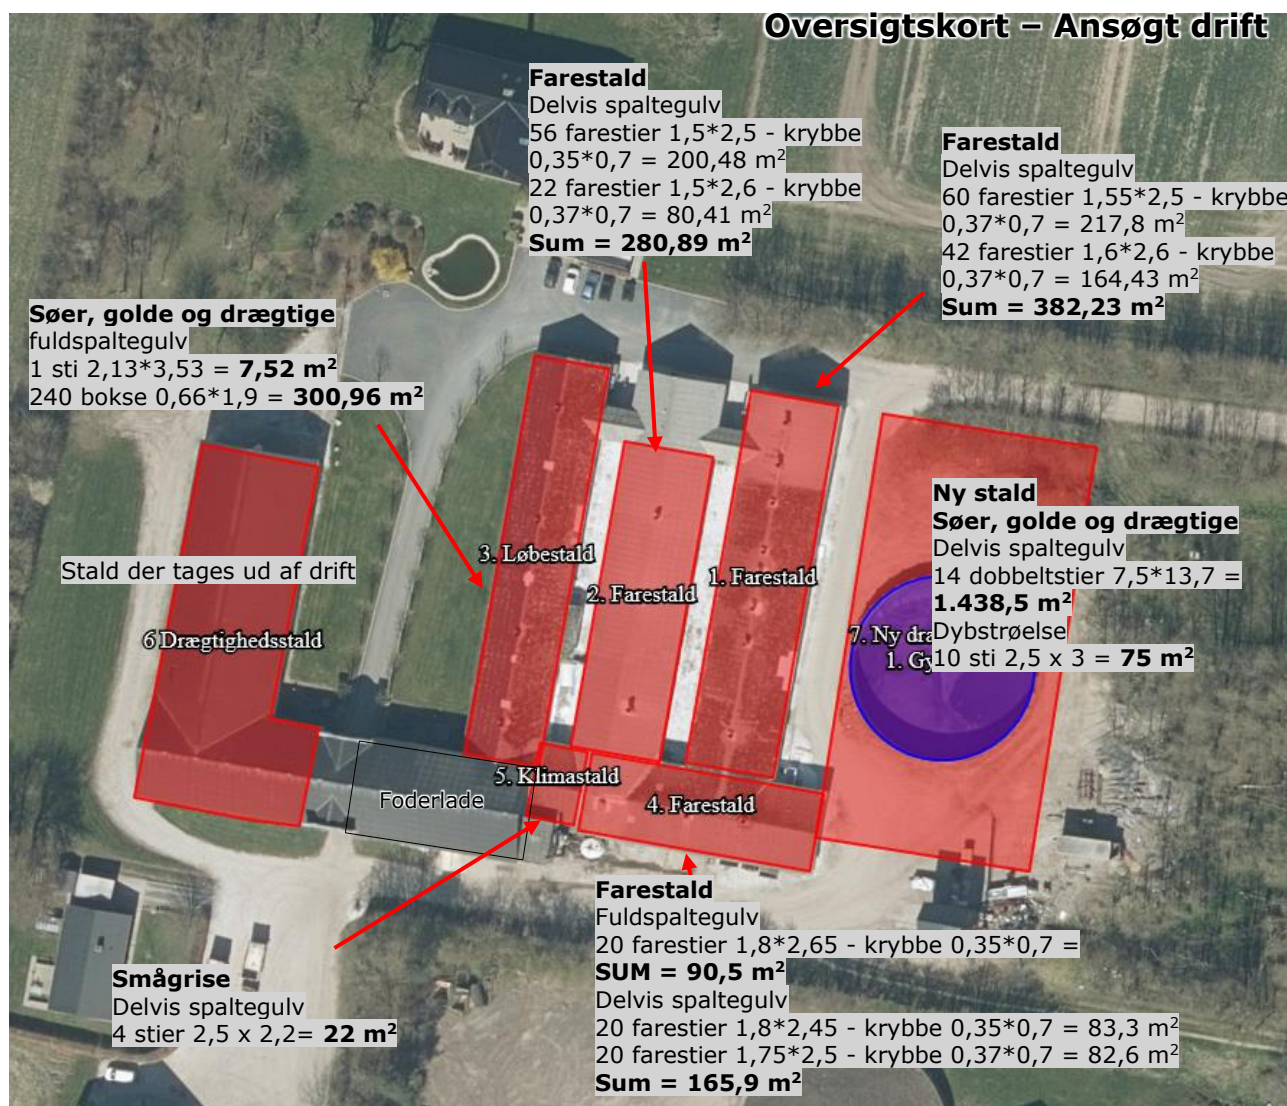 Oversigtskort – Ansøgt drift
Farestald
Delvis spaltegulv
56 farestier 1,5*2,5 - krybbe
0,35*0,7 = 200,48 m²
22 farestier 1,5*2,6 - krybbe
0,37*0,7 = 80,41 m²
Sum = 280,89 m²
Farestald
Delvis spaltegulv
60 farestier 1,55*2,5 - krybbe
0,37*0,7 = 217,8 m²
42 farestier 1,6*2,6 - krybbe
0,37*0,7 = 164,43 m²
Sum = 382,23 m²
Søer, golde og drægtige
fuldspaltegulv
1 sti 2,13*3,53 = 7,52 m²
240 bokse 0,66*1,9 = 300,96 m²
Ny stald
Søer, golde og drægtige
Delvis spaltegulv
14 dobbeltstier 7,5*13,7 =
1.438,5 m²
Dybstrøelse
10 sti 2,5 x 3 = 75 m²
Stald der tages ud af drift
3. Løbestald
2. Farestald
1. Farestald
6 Drægtighedsstald
7. Ny
1.
5. Klimastald
4. Farestald
Foderlade
Farestald
Fuldspaltegulv
20 farestier 1,8*2,65 - krybbe 0,35*0,7 =
SUM = 90,5 m²
Delvis spaltegulv
20 farestier 1,8*2,45 - krybbe 0,35*0,7 = 83,3 m²
20 farestier 1,75*2,5 - krybbe 0,37*0,7 = 82,6 m²
Sum = 165,9 m²
Smågrise
Delvis spaltegulv
4 stier 2,5 x 2,2= 22 m²